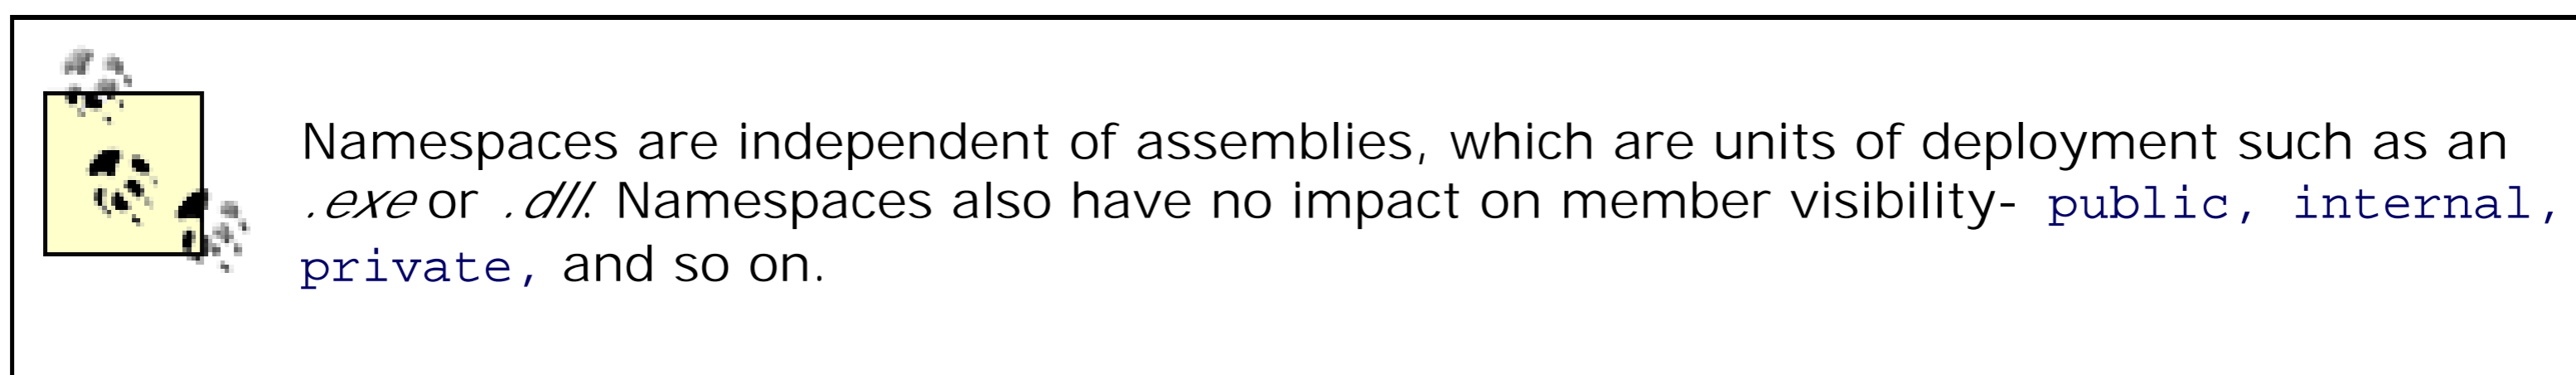 Namespaces are independent of assemblies, which are units of deployment such as an
.exe or .dll. Namespaces also have no impact on member visibility- public, internal,
private, and so on.